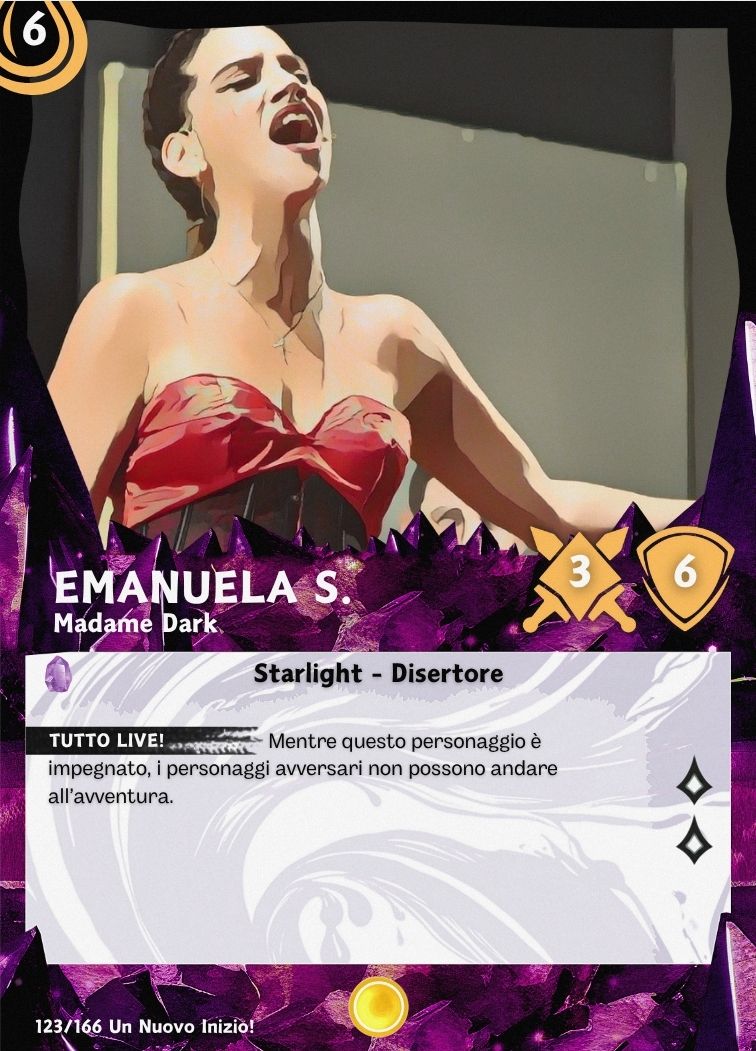 6
EMANUELA S.
Madame Dark
3
6
Starlight - Disertore
TUTTO LIVE! Mentre questo personaggio è
impegnato, i personaggi avversari non possono andare
all'avventura.
123/166 Un Nuovo Inizio!